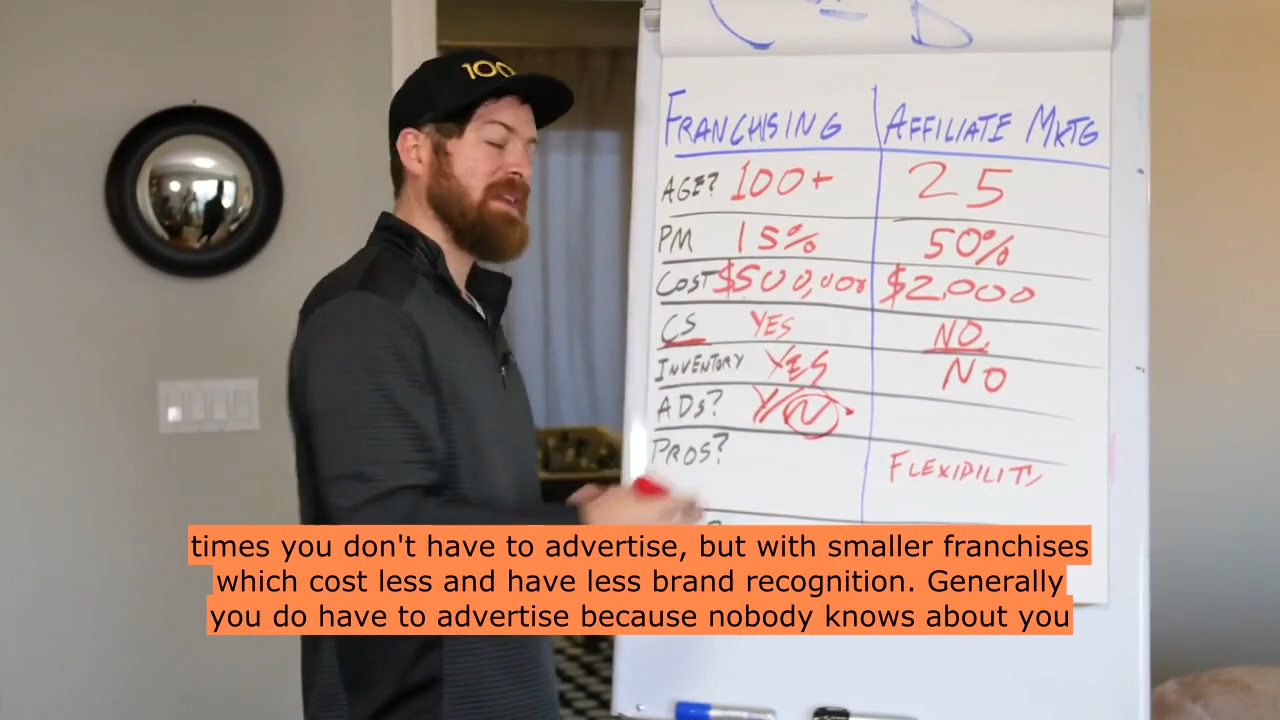 100
FRANCHISING AFFILIATE MKTG
AGE? 100+ 25
PM 15% 50%
COST $500,000 $2,000
CS YES NO
INVENTORY YES NO
ADS? Y/N
PROS? FLEXIBILITY
times you don't have to advertise, but with smaller franchises
which cost less and have less brand recognition. Generally
you do have to advertise because nobody knows about you